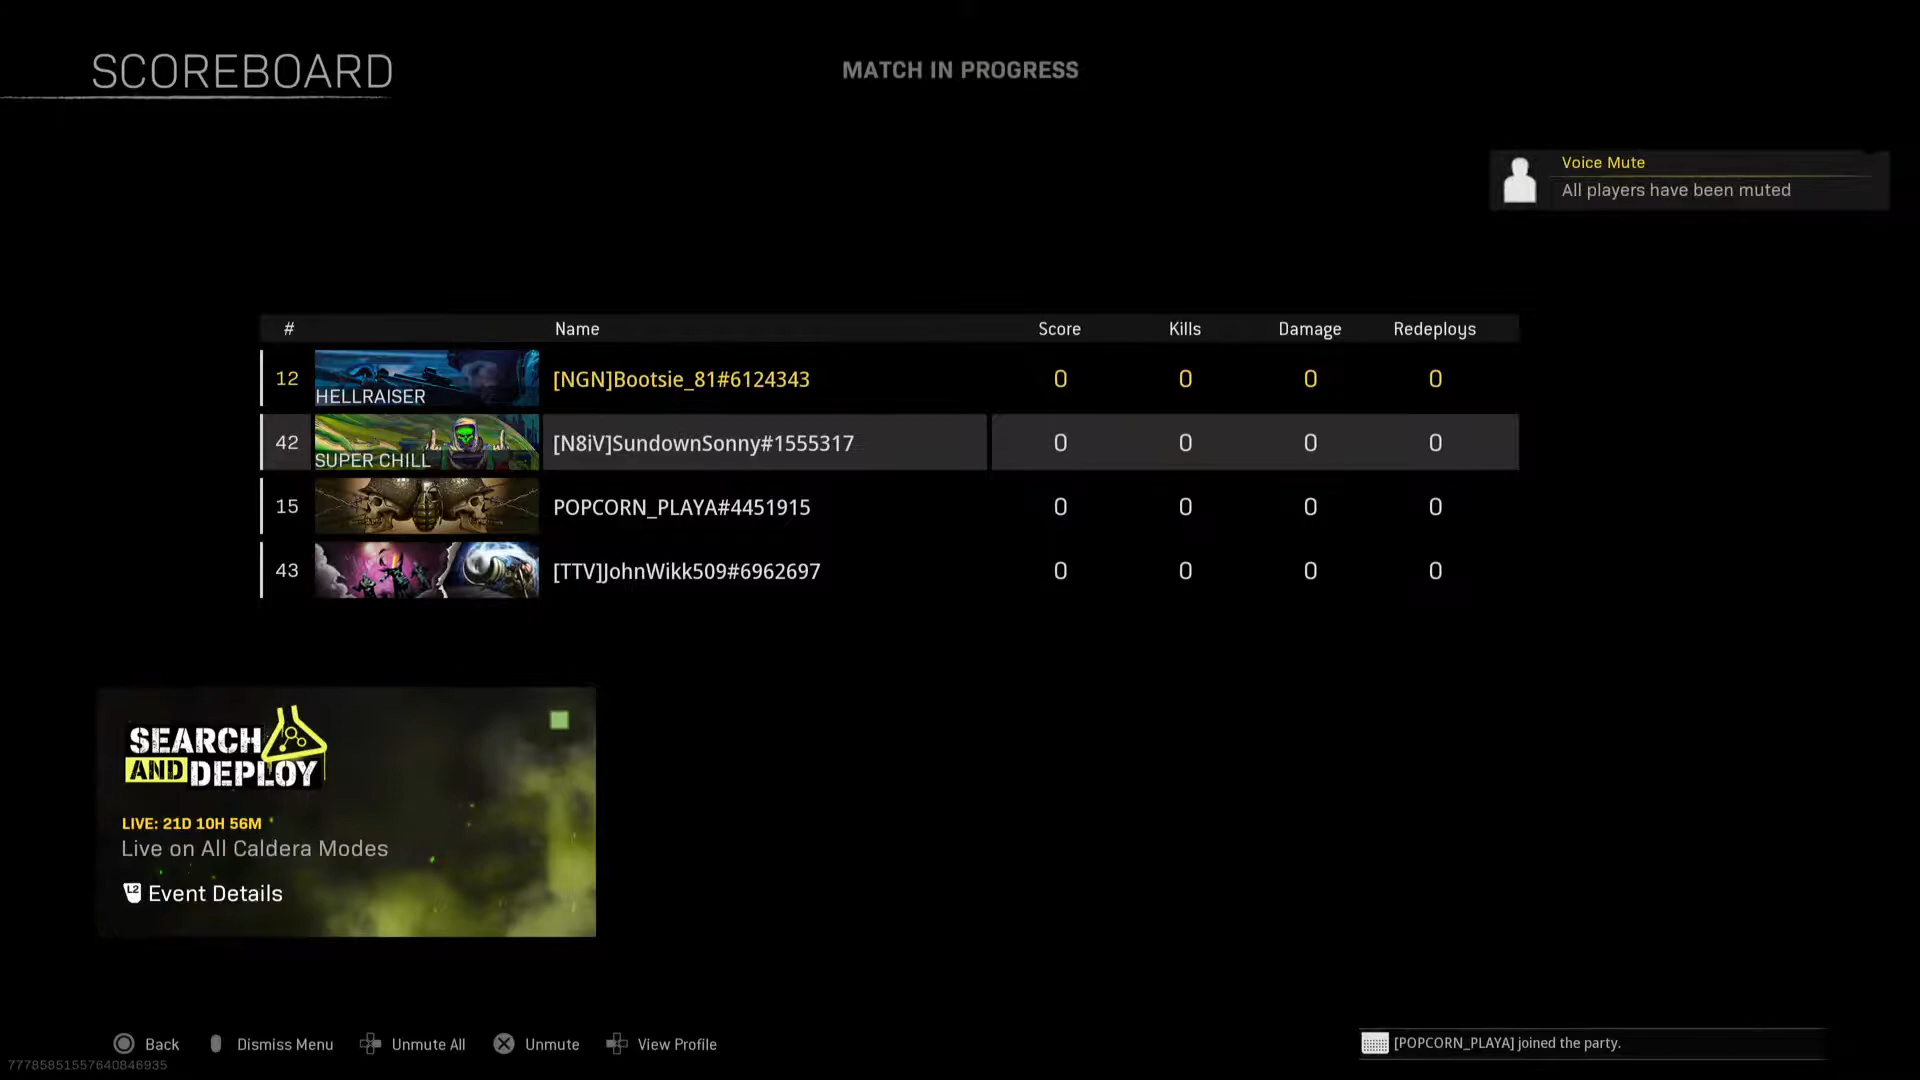 SCOREBOARD
MATCH IN PROGRESS
Voice Mute
All players have been muted
# Name Score Kills Damage Redeploys
12 HELLRAISER [NGN]Bootsie_81#6124343 0 0 0 0
42 SUPER CHILL [N8iV]SundownSonny#1555317 0 0 0 0
15 POPCORN_PLAYA#4451915 0 0 0 0
43 [TTV]JohnWikk509#6962697 0 0 0 0
SEARCH
AND DEPLOY
LIVE: 21D 10H 56M
Live on All Caldera Modes
L2 Event Details
Back Dismiss Menu Unmute All Unmute View Profile
[POPCORN_PLAYA] joined the party.
77785851557640846935